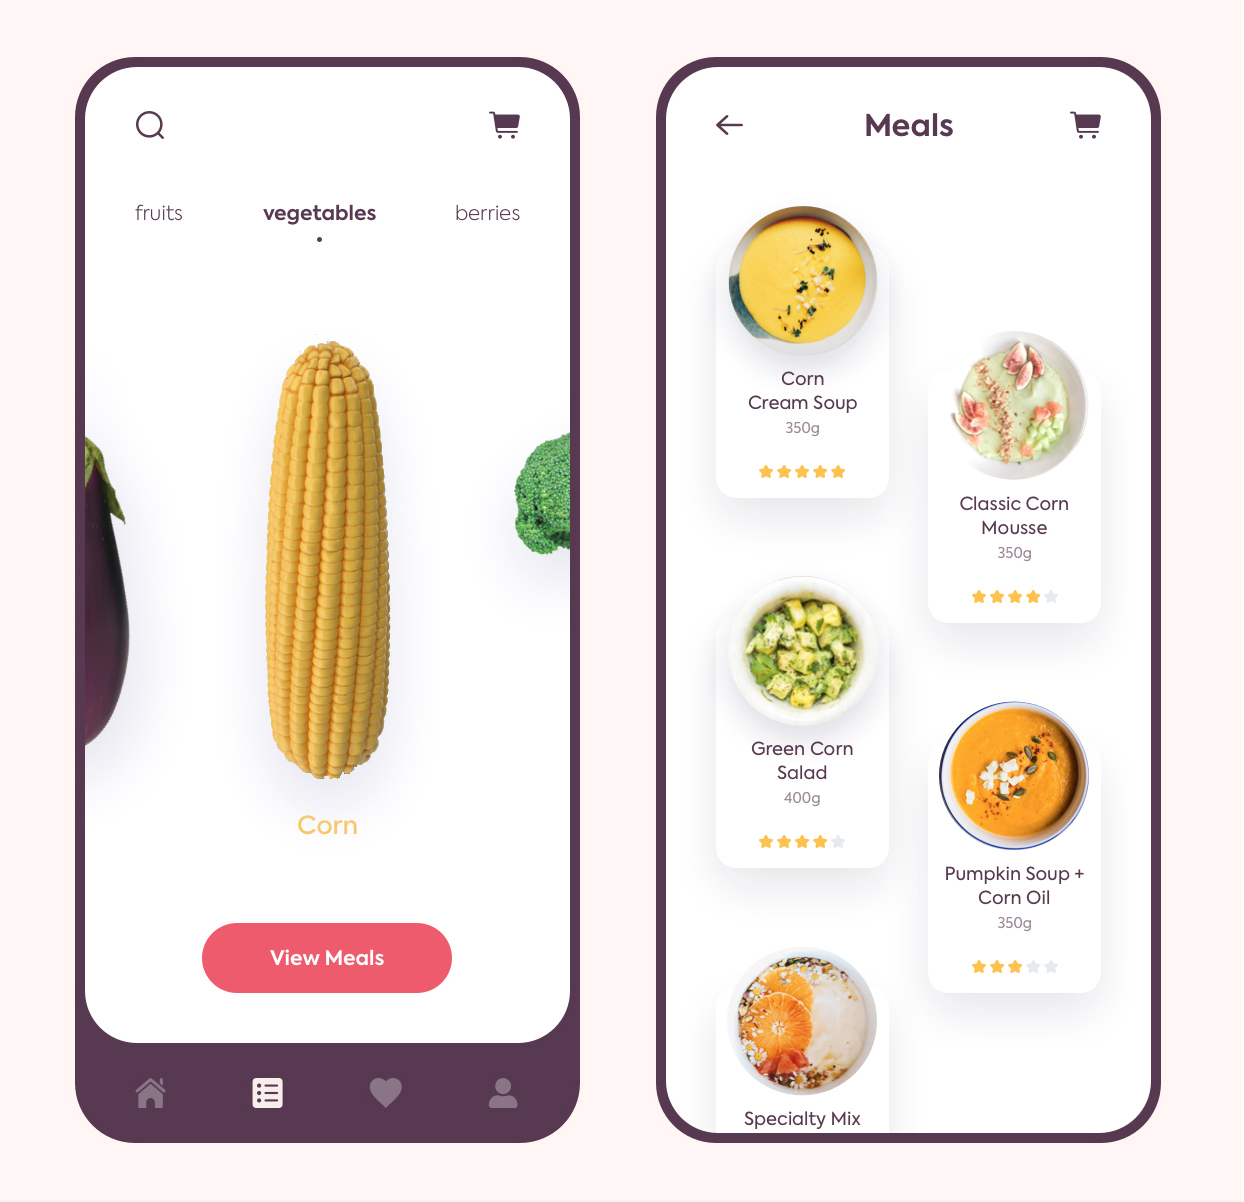 fruits
vegetables
berries
Corn
View Meals
Meals
Corn
Cream Soup
350g
Classic Corn
Mousse
350g
Green Corn
Salad
400g
Pumpkin Soup +
Corn Oil
350g
Specialty Mix